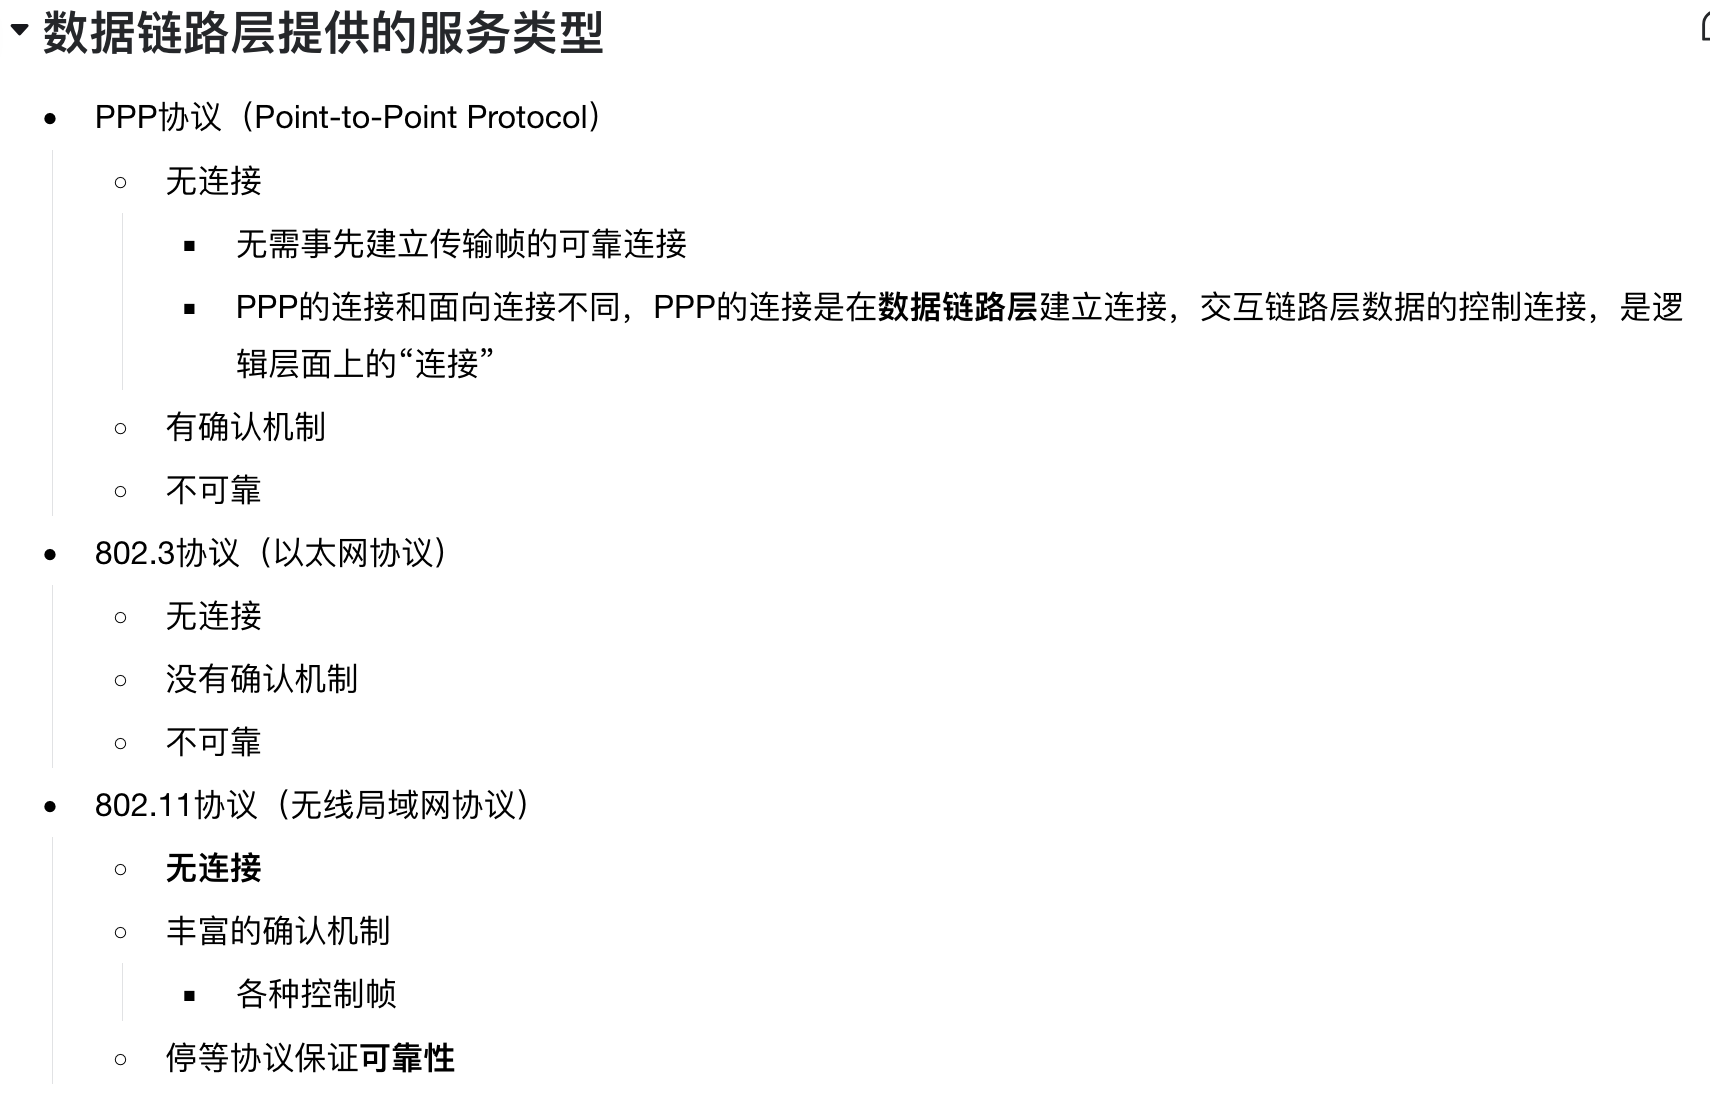 数据链路层提供的服务类型
PPP协议（Point-to-Point Protocol）
无连接
无需事先建立传输帧的可靠连接
PPP的连接和面向连接不同，PPP的连接是在数据链路层建立连接，交互链路层数据的控制连接，是逻
辑层面上的“连接”
有确认机制
不可靠
802.3协议（以太网协议）
无连接
没有确认机制
不可靠
802.11协议（无线局域网协议）
无连接
丰富的确认机制
各种控制帧
停等协议保证可靠性